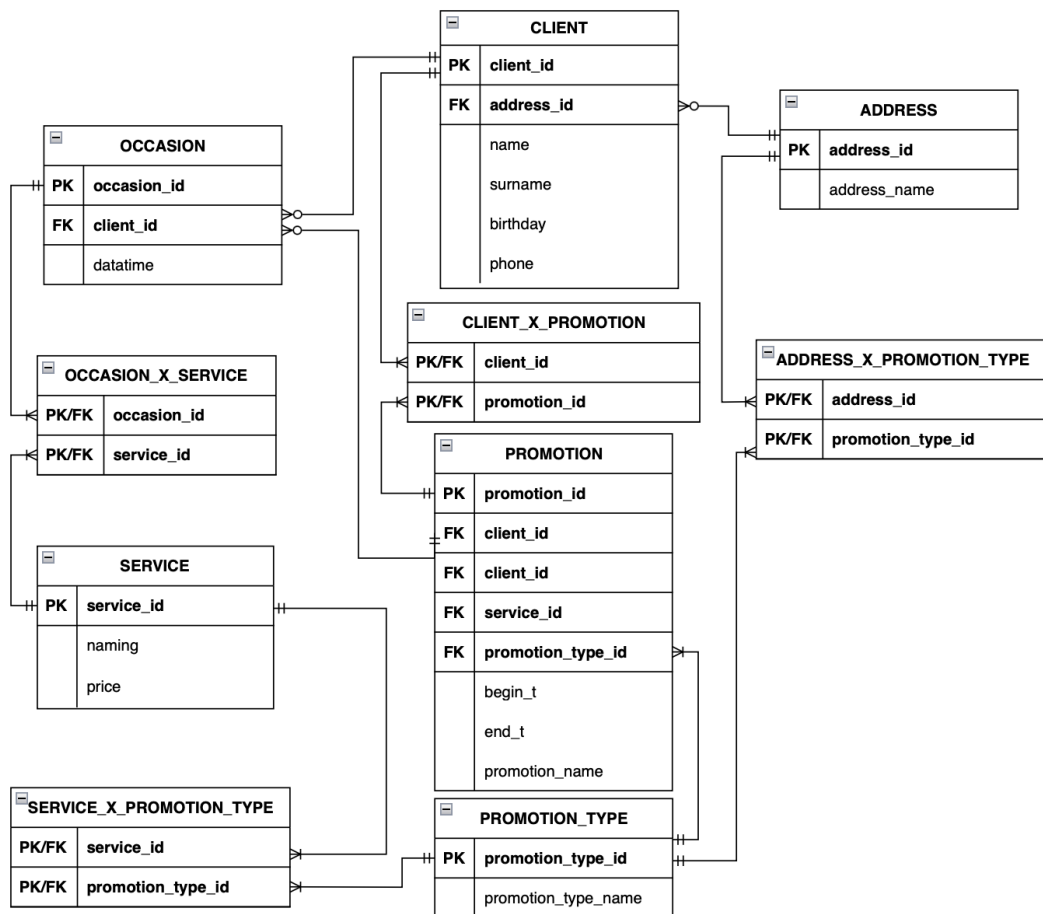 CLIENT
PK client_id
FK address_id
name
surname
birthday
phone
ADDRESS
PK address_id
address_name
OCCASION
PK occasion_id
FK client_id
datatime
CLIENT_X_PROMOTION
PK/FK client_id
PK/FK promotion_id
ADDRESS_X_PROMOTION_TYPE
PK/FK address_id
PK/FK promotion_type_id
OCCASION_X_SERVICE
PK/FK occasion_id
PK/FK service_id
PROMOTION
PK promotion_id
FK client_id
FK client_id
FK service_id
FK promotion_type_id
begin_t
end_t
promotion_name
SERVICE
PK service_id
naming
price
SERVICE_X_PROMOTION_TYPE
PK/FK service_id
PK/FK promotion_type_id
PROMOTION_TYPE
PK promotion_type_id
promotion_type_name